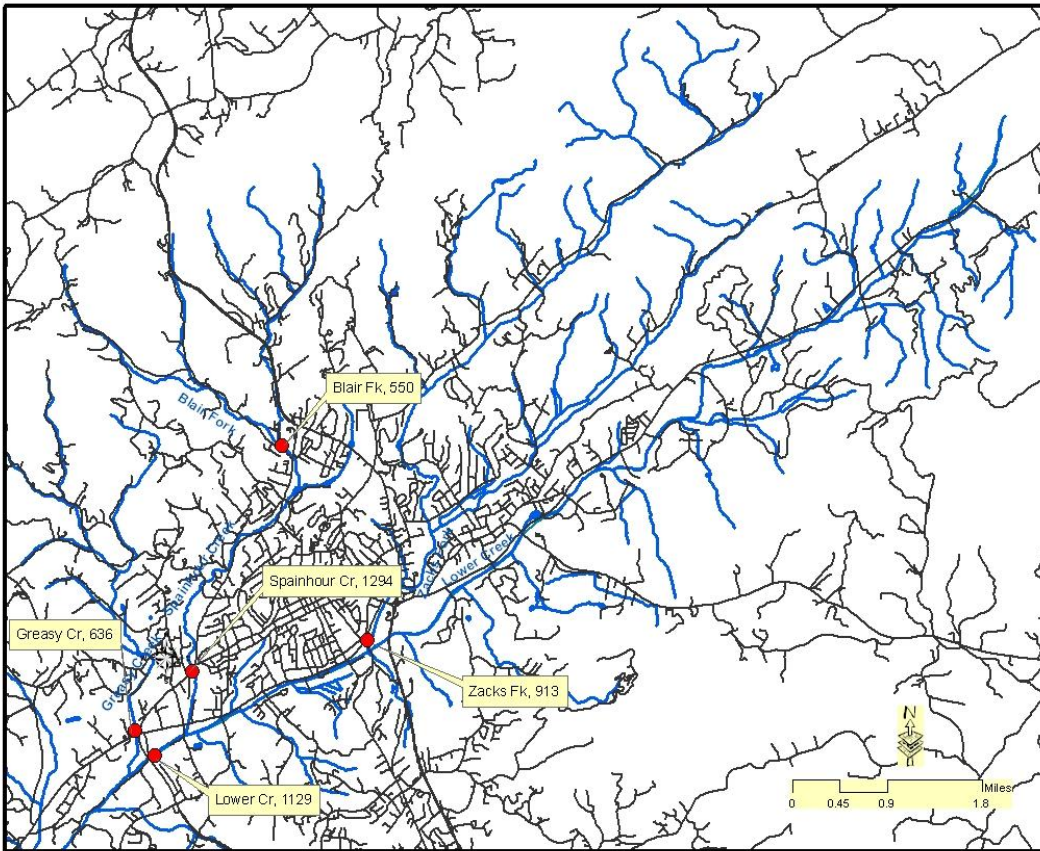 Blair Fk, 550
Blair Fork
Spainhour Creek
Zacks Fork
Lower Creek
Spainhour Cr, 1294
Greasy Cr, 636
Greasy Creek
Zacks Fk, 913
N
Lower Cr, 1129
Miles
0 0.45 0.9 1.8